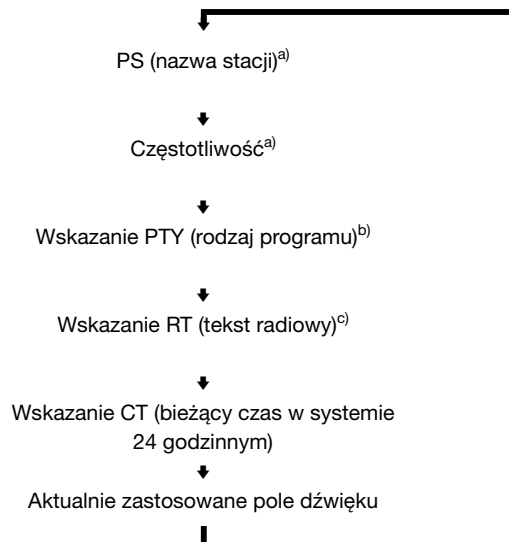 PS (nazwa stacji)a)
Częstotliwośća)
Wskazanie PTY (rodzaj programu)b)
Wskazanie RT (tekst radiowy)c)
Wskazanie CT (bieżący czas w systemie
24 godzinnym)
Aktualnie zastosowane pole dźwięku